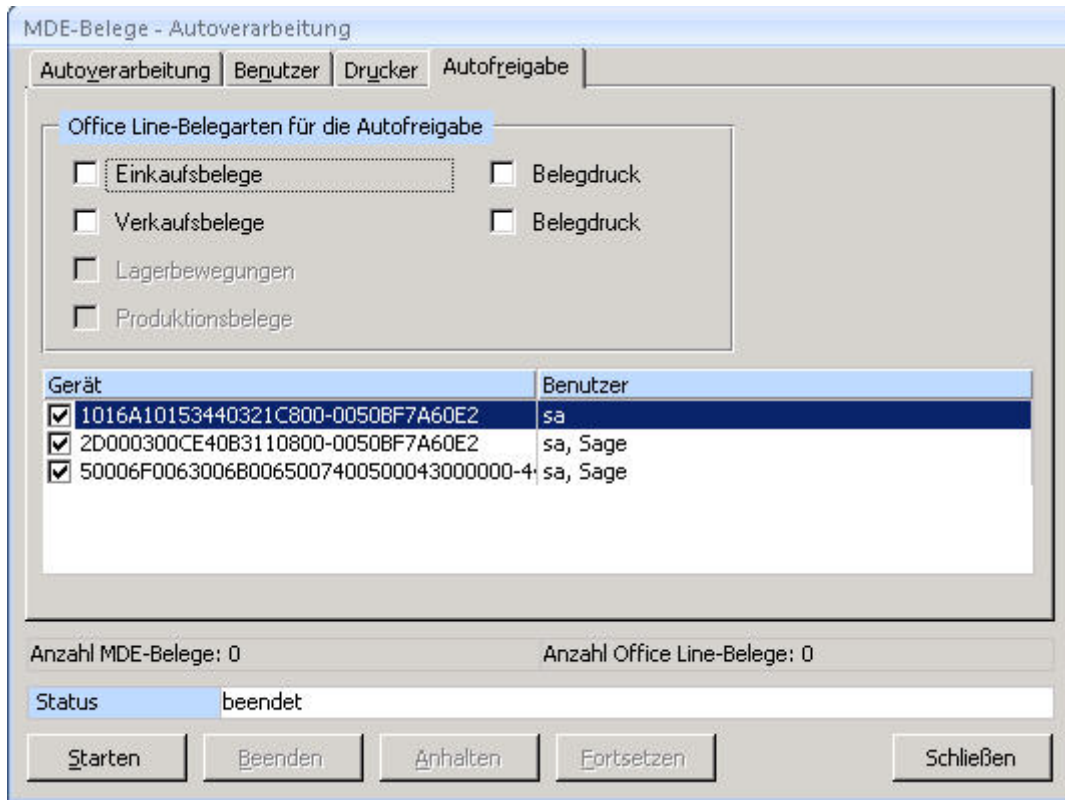 MDE-Belege - Autoverarbeitung
Autoverarbeitung Benutzer Drucker Autofreigabe
Office Line-Belegarten für die Autofreigabe
Einkaufsbelege Belegdruck
Verkaufsbelege Belegdruck
Lagerbewegungen
Produktionsbelege
Gerät Benutzer
1016A10153440321C800-0050BF7A60E2 sa
2D000300CE40B3110800-0050BF7A60E2 sa, Sage
50006F0063006B0065007400500043000000-4 sa, Sage
Anzahl MDE-Belege: 0 Anzahl Office Line-Belege: 0
Status beendet
Starten Beenden Anhalten Fortsetzen Schließen